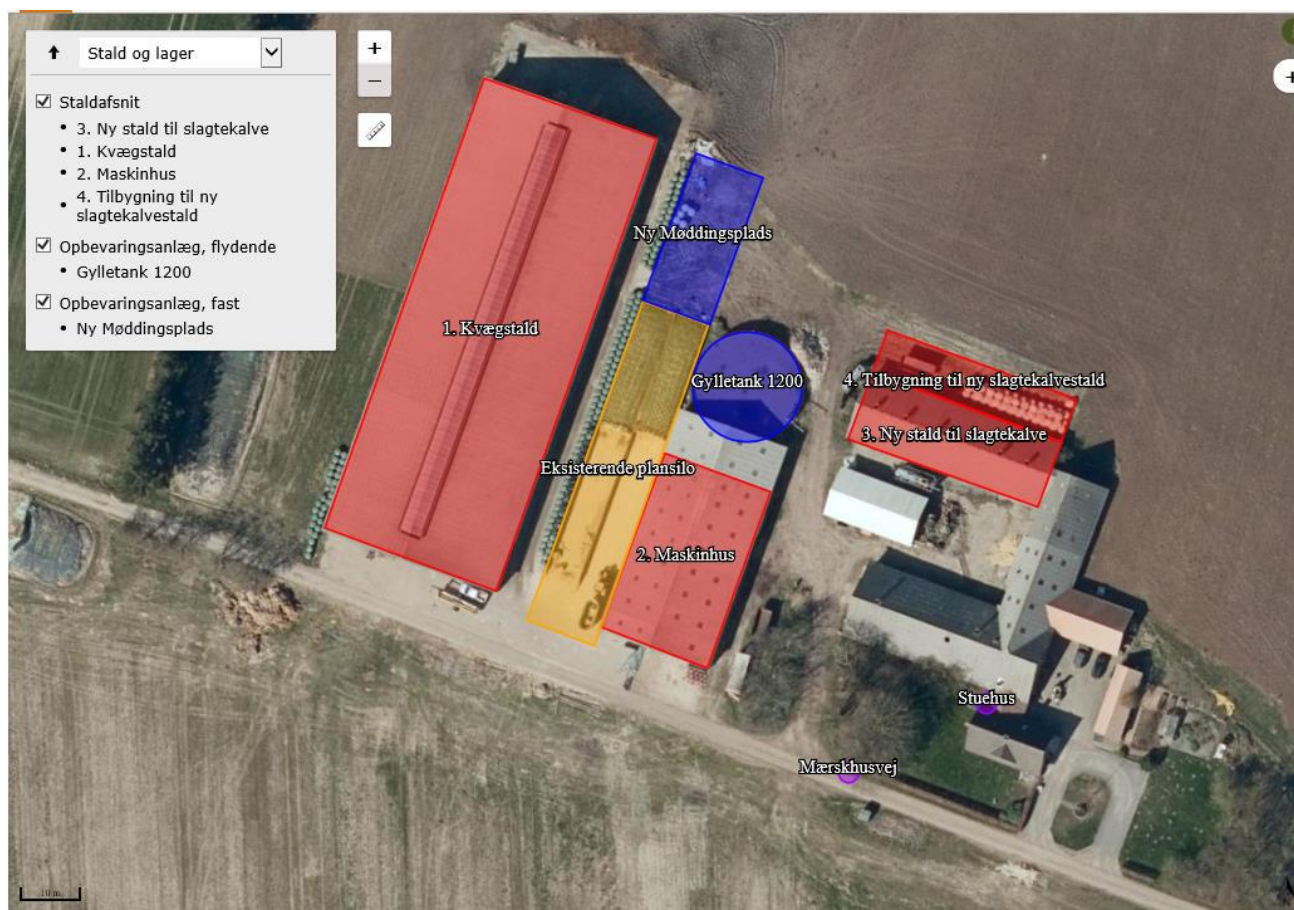 Stald og lager
Staldafsnit
• 3. Ny stald til slagtekalve
• 1. Kvægstald
• 2. Maskinhus
• 4. Tilbygning til ny
slagtekalvestald
Opbevaringsanlæg, flydende
• Gylletank 1200
Opbevaringsanlæg, fast
• Ny Møddingsplads
+
−
+
Ny Møddingsplads
1. Kvægstald
Gylletank 1200
4. Tilbygning til ny slagtekalvestald
3. Ny stald til slagtekalve
Eksisterende plansilo
2. Maskinhus
Stuehus
Mærskhusvej
10 m